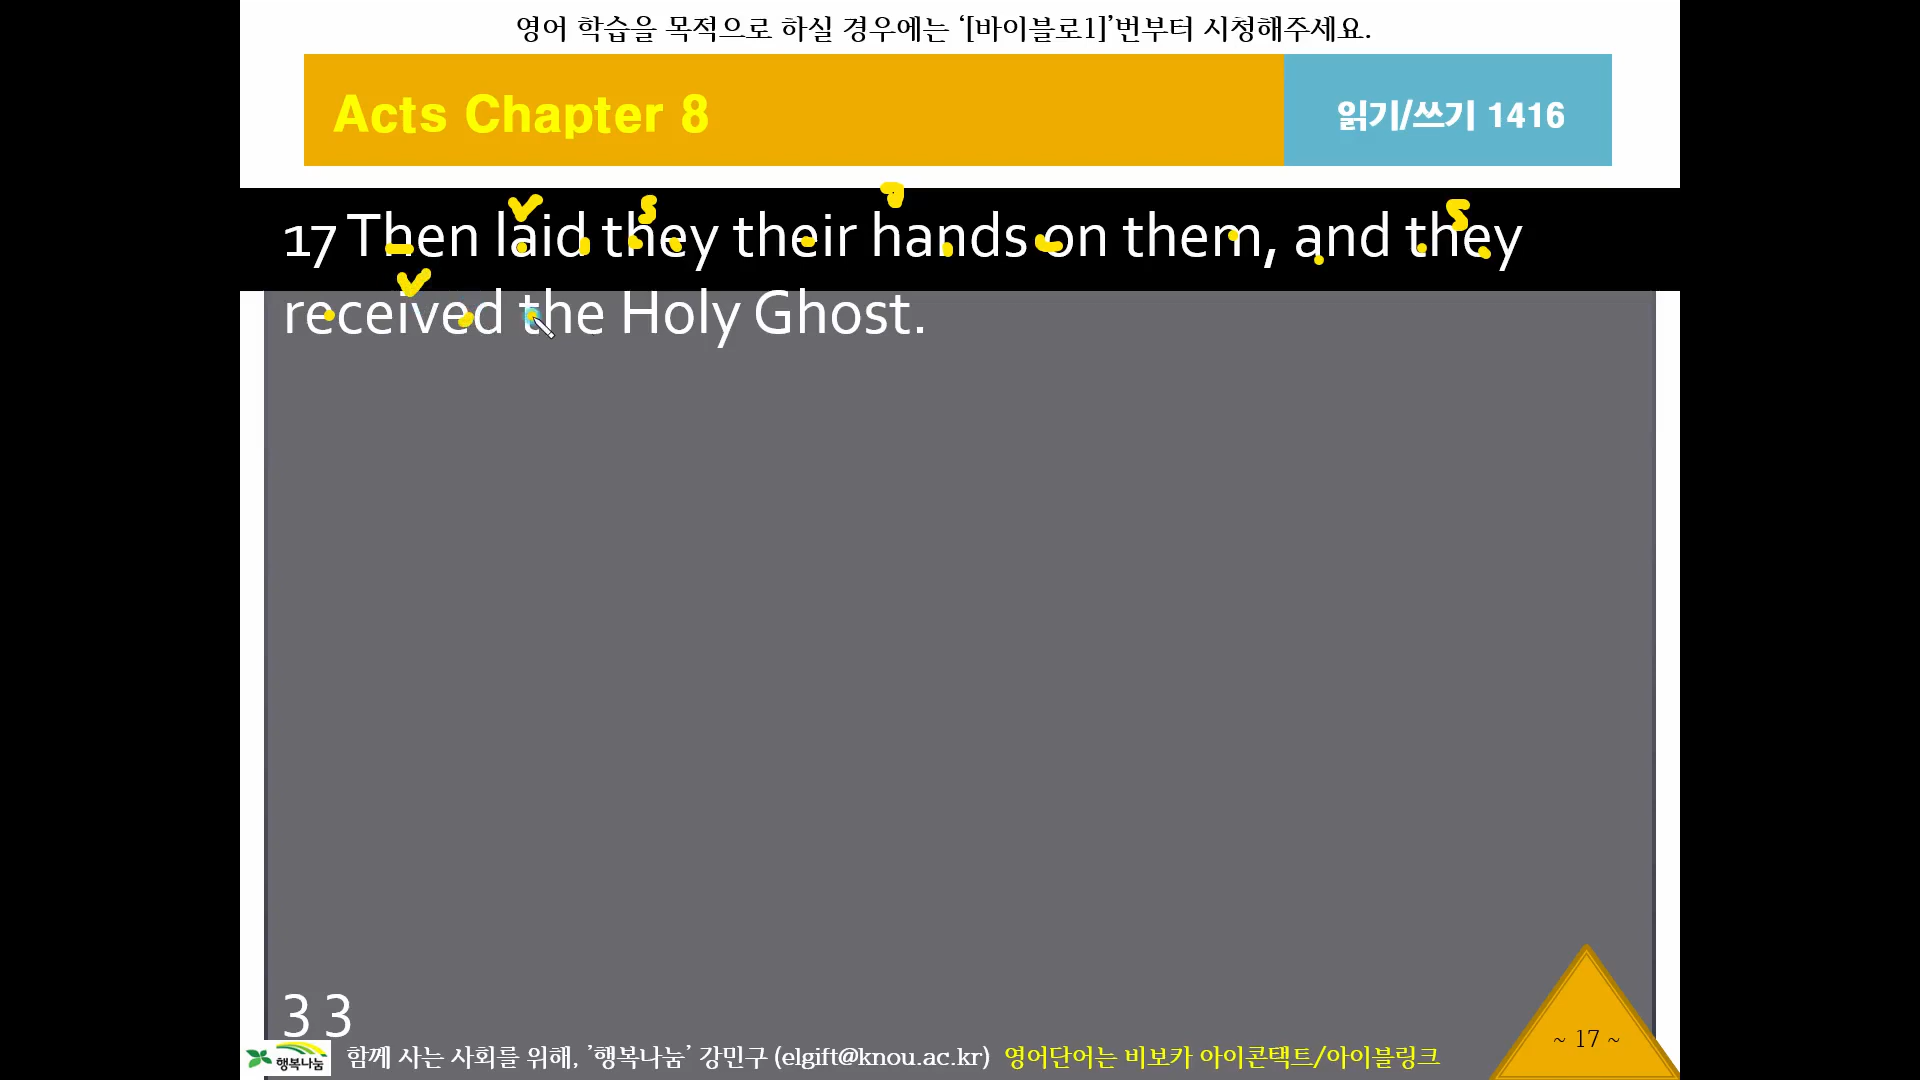 영어 학습을 목적으로 하실 경우에는 ‘[바이블로1]’번부터 시청해주세요.
Acts Chapter 8
읽기/쓰기 1416
17 Then laid they their hands on them, and they
received the Holy Ghost.
3 3
~ 17 ~
행복나눔 함께 사는 사회를 위해, ’행복나눔’ 강민구 (elgift@knou.ac.kr) 영어단어는 비보카 아이콘택트/아이블링크